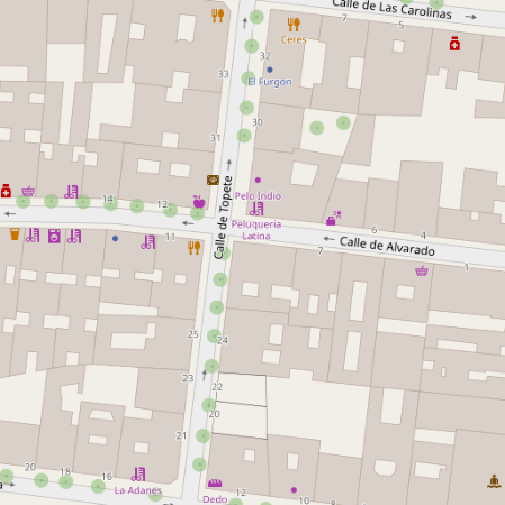 Calle de Las Carolinas
7
5
Ceres
32
33
El Furgón
30
31
14
12
Pelo Indio
Calle de Topete
Peluquería
Latina
11
6
4
7
Calle de Alvarado
1
25
24
23
22
20
21
20
18
16
La Adanes
Dedo
12
10
9